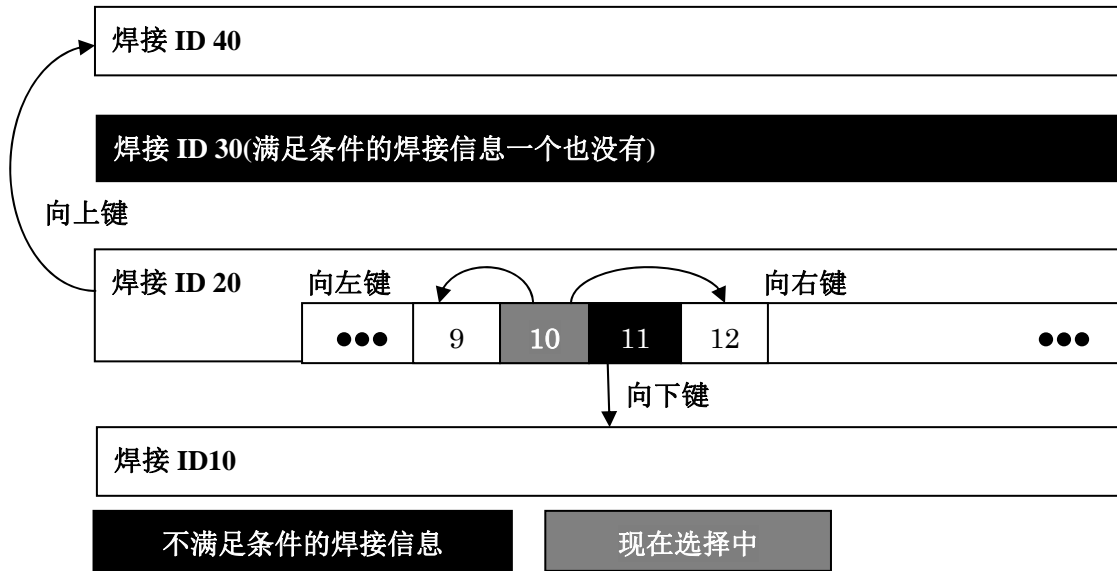 焊接 ID 40
焊接 ID 30(满足条件的焊接信息一个也没有)
向上键
焊接 ID 20
向左键
向右键
●●● 9 10 11 12 ●●●
向下键
焊接 ID10
不满足条件的焊接信息
现在选择中